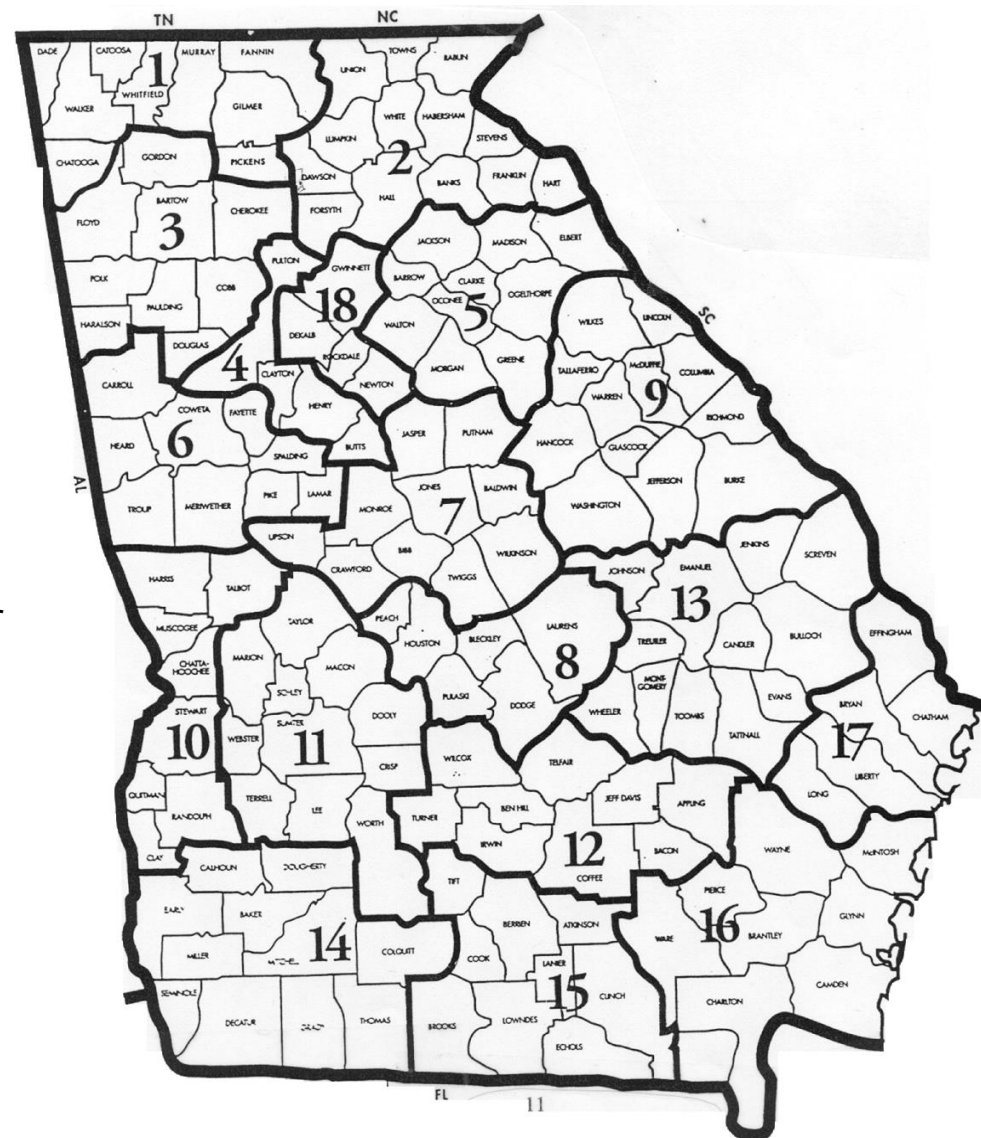 TN
NC
DADE
CATOOSA
MURRAY
FANNIN
1
WHITFIELD
WALKER
GILMER
CHATOOGA
GORDON
PICKENS
UNION
TOWNS
RABUN
WHITE
HABERSHAM
LUMPKIN
STEVENS
2
DAWSON
BANKS
FRANKLIN
HART
HALL
FORSYTH
FLOYD
BARTOW
CHEROKEE
3
POLK
PAULDING
COBB
HARALSON
DOUGLAS
FULTON
GWINNETT
18
DEKALB
ROCKDALE
4
CLAYTON
NEWTON
HENRY
BUTTS
JACKSON
MADISON
ELBERT
BARROW
CLARKE
OCONEE
OGELTHORPE
5
WALTON
MORGAN
GREENE
SC
WILKES
LINCOLN
TALLAFERRO
McDUFFIE
COLUMBIA
WARREN
9
RICHMOND
HANCOCK
GLASCOCK
JEFFERSON
BURKE
WASHINGTON
CARROLL
COWETA
FAYETTE
6
HEARD
SPALDING
AL
TROUP
MERIWETHER
PIKE
LAMAR
UPSON
JASPER
PUTNAM
JONES
BALDWIN
MONROE
7
BIBB
WILKINSON
CRAWFORD
TWIGGS
HARRIS
TALBOT
MUSCOGEE
CHATTA-
HOOCHEE
STEWART
10
QUITMAN
RANDOLPH
CLAY
TAYLOR
MARION
MACON
SCHLEY
DOOLY
WEBSTER
SUMTER
11
CRISP
TERRELL
LEE
WORTH
PEACH
HOUSTON
BLECKLEY
LAURENS
8
PULASKI
DODGE
JOHNSON
EMANUEL
JENKINS
SCREVEN
13
TREUTLER
CANDLER
BULLOCH
MONT-
GOMERY
EVANS
WHEELER
TOOMBS
TATTNALL
EFFINGHAM
BRYAN
CHATHAM
17
LIBERTY
LONG
WILCOX
TELFAIR
TURNER
BEN HILL
JEFF DAVIS
APPLING
IRWIN
12
BACON
COFFEE
CALHOUN
DOUGHERTY
EARLY
BAKER
14
MILLER
COLQUITT
SEMINOLE
DECATUR
THOMAS
TIFT
BERRIEN
ATKINSON
COOK
LANIER
15
CLINCH
BROOKS
LOWNDES
ECHOLS
WAYNE
McINTOSH
PIERCE
16
WARE
BRANTLEY
GLYNN
CHARLTON
CAMDEN
FL
11